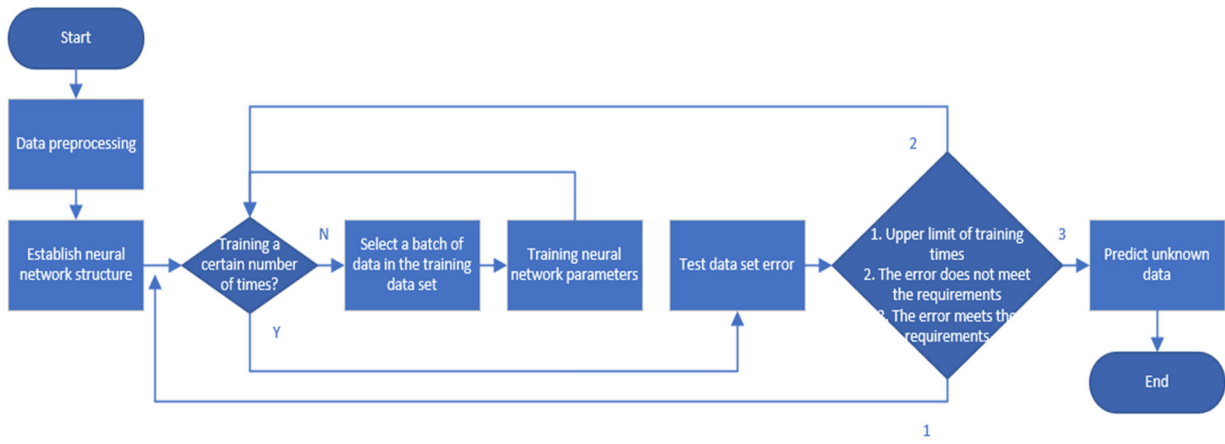 Start
Data preprocessing
Establish neural
network structure
Training a
certain number
of times?
N
Y
Select a batch of
data in the training
data set
Training neural
network parameters
Test data set error
2
1. Upper limit of training
times
2. The error does not meet
the requirements
3. The error meets the
requirements
3
1
Predict unknown
data
End